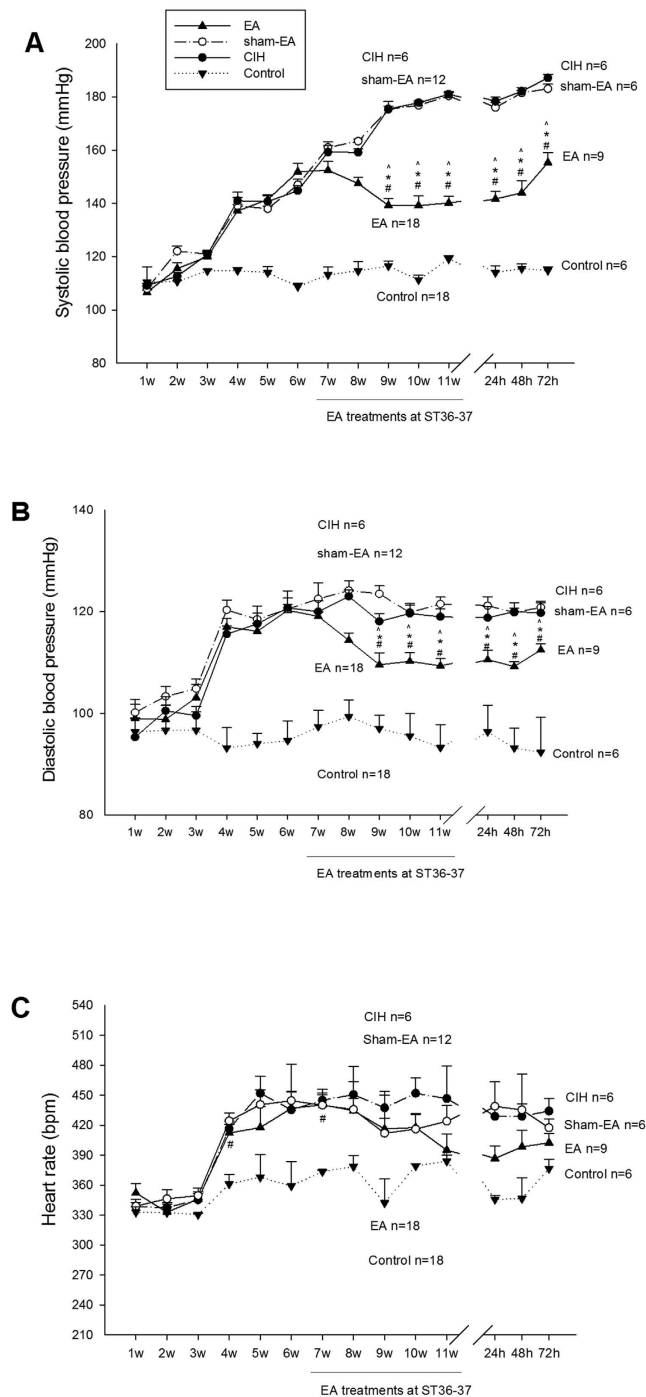 EA
sham-EA
CIH
Control
A
Systolic blood pressure (mmHg)
200
180
160
140
120
100
80
CIH n=6
sham-EA n=12
CIH n=6
sham-EA n=6
^ ^ ^ ^ ^ ^
* * * * * *
# # # # # #
EA n=9
EA n=18
Control n=6
Control n=18
1w 2w 3w 4w 5w 6w 7w 8w 9w 10w 11w 24h 48h 72h
EA treatments at ST36-37
B
Diastolic blood pressure (mmHg)
140
120
100
80
CIH n=6
sham-EA n=12
CIH n=6
sham-EA n=6
^ ^ ^ ^ ^ ^
* * * * * *
# # # # # #
EA n=9
EA n=18
Control n=6
Control n=18
1w 2w 3w 4w 5w 6w 7w 8w 9w 10w 11w 24h 48h 72h
EA treatments at ST36-37
C
Heart rate (bpm)
540
510
480
450
420
390
360
330
300
270
240
210
CIH n=6
Sham-EA n=12
CIH n=6
Sham-EA n=6
EA n=9
Control n=6
# #
EA n=18
Control n=18
1w 2w 3w 4w 5w 6w 7w 8w 9w 10w 11w 24h 48h 72h
EA treatments at ST36-37